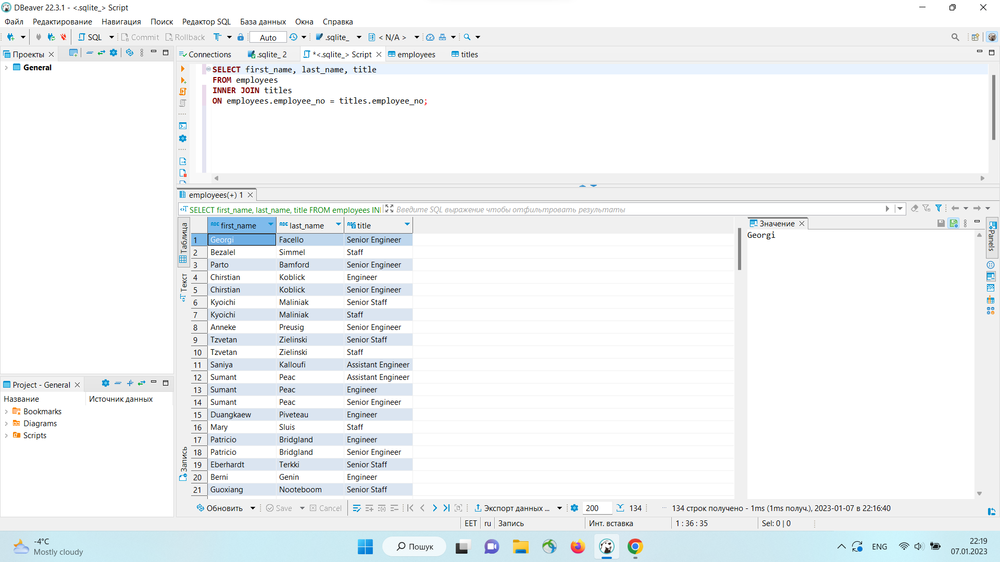 DBeaver 22.3.1 - <.sqlite_> Script
Файл Редактирование Навигация Поиск Редактор SQL База данных Окна Справка
SQL Commit Rollback Auto .sqlite_ < N/A >
Проекты
General
Connections .sqlite_ 2 *<.sqlite_> Script employees titles
SELECT first_name, last_name, title
FROM employees
INNER JOIN titles
ON employees.employee_no = titles.employee_no;
employees(+) 1
SELECT first_name, last_name, title FROM employees INI Введите SQL выражение чтобы отфильтровать результаты
Таблица
Текст
Запись
first_name last_name title
1 Georgi Facello Senior Engineer
2 Bezalel Simmel Staff
3 Parto Bamford Senior Engineer
4 Chirstian Koblick Engineer
5 Chirstian Koblick Senior Engineer
6 Kyoichi Maliniak Senior Staff
7 Kyoichi Maliniak Staff
8 Anneke Preusig Senior Engineer
9 Tzvetan Zielinski Senior Staff
10 Tzvetan Zielinski Staff
11 Saniya Kalloufi Assistant Engineer
12 Sumant Peac Assistant Engineer
13 Sumant Peac Engineer
14 Sumant Peac Senior Engineer
15 Duangkaew Piveteau Engineer
16 Mary Sluis Staff
17 Patricio Bridgland Engineer
18 Patricio Bridgland Senior Engineer
19 Eberhardt Terkki Senior Staff
20 Berni Genin Engineer
21 Guoxiang Nooteboom Senior Staff
Значение
Georgi
Panels
Project - General
Название Источник данных
Bookmarks
Diagrams
Scripts
Обновить Save Cancel Экспорт данных ... 200 134 134 строк получено - 1ms (1ms получ.), 2023-01-07 в 22:16:40
EET ru Запись Инт. вставка 1 : 36 : 35 Sel: 0 | 0
-4°C
Mostly cloudy
Пошук
ENG
22:19
07.01.2023